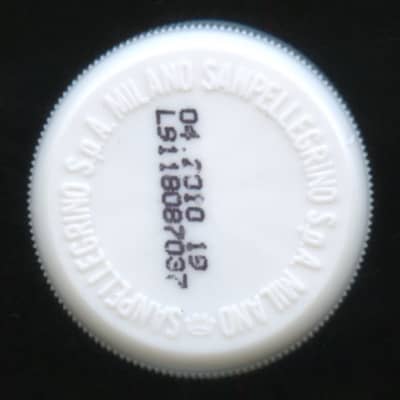 SANPELLEGRINO S.p.A. MILANO SANPELLEGRINO S.p.A. MILANO
04.2010 19
L9118087037